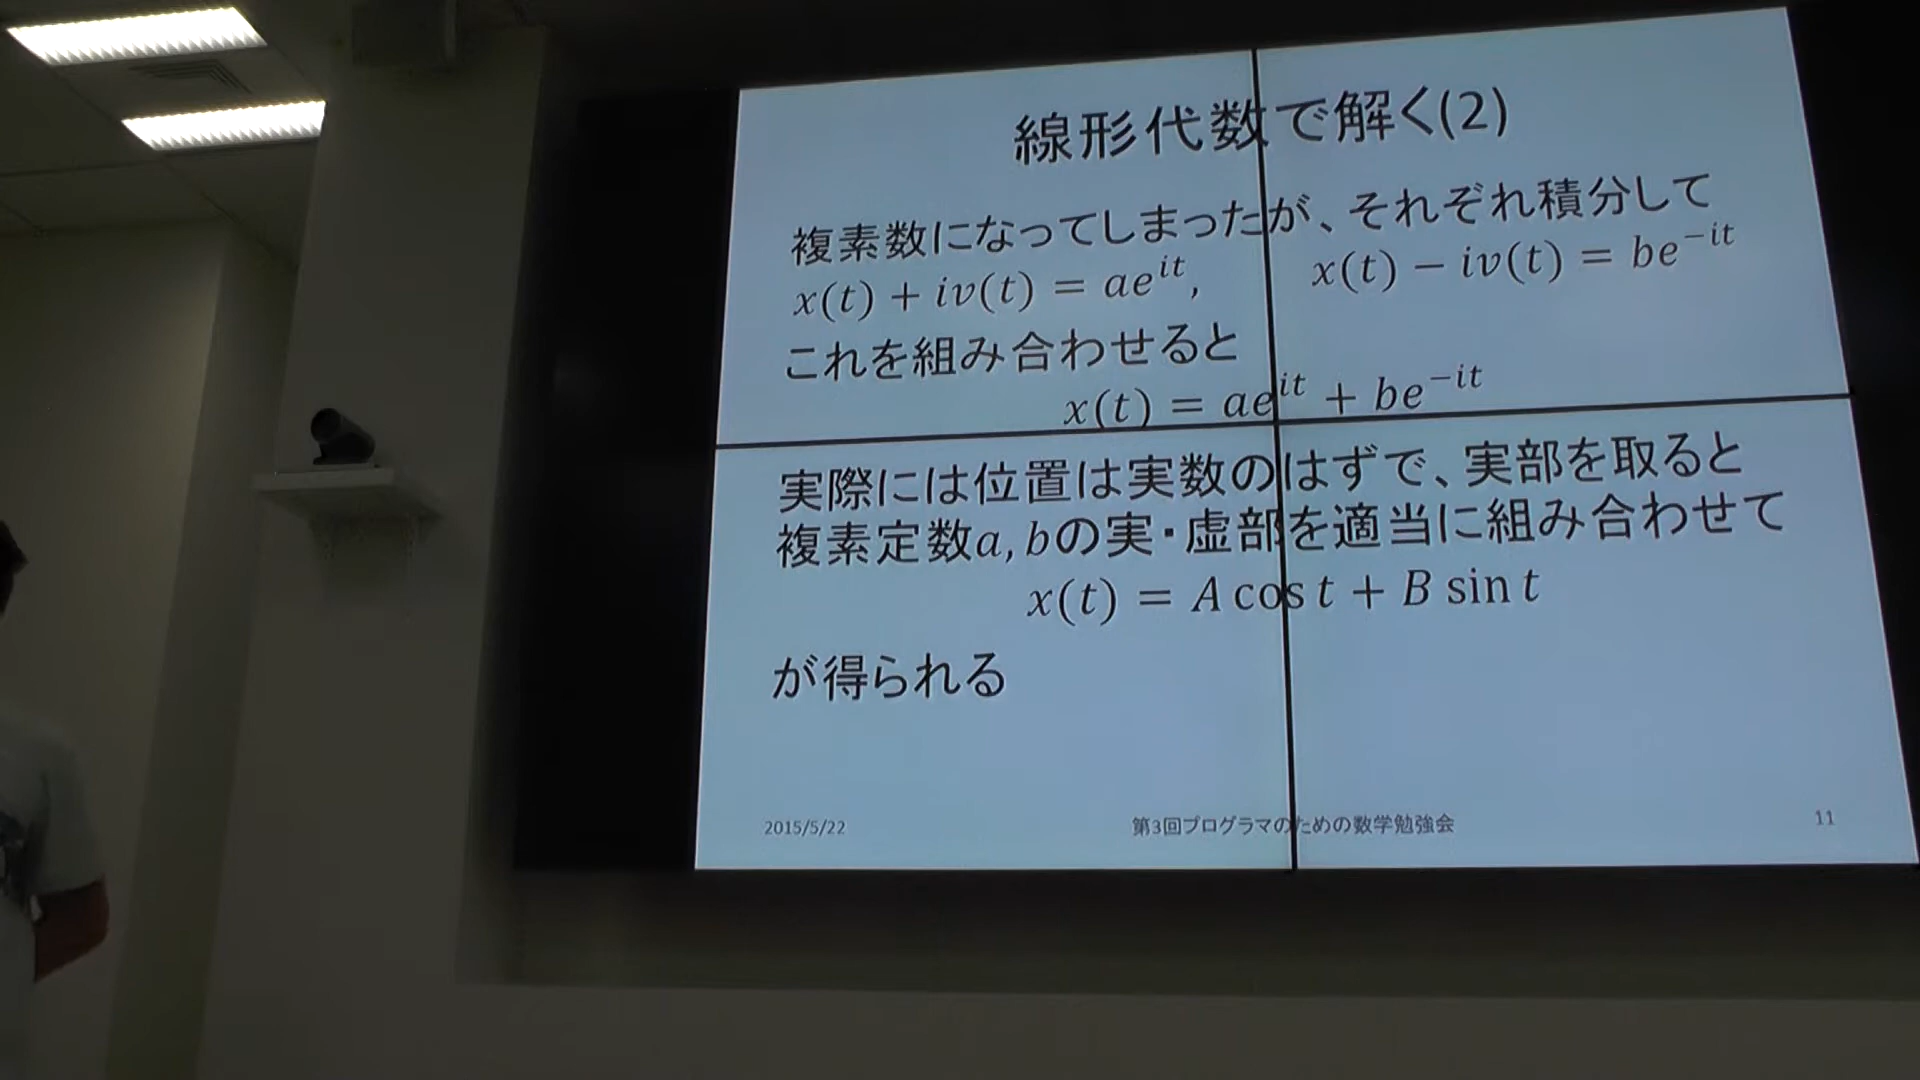 線形代数で解く(2)
複素数になってしまったが、それぞれ積分して
x(t) + iv(t) = ae^{it}, x(t) − iv(t) = be^{−it}
これを組み合わせると
x(t) = ae^{it} + be^{−it}
実際には位置は実数のはずで、実部を取ると
複素定数a, bの実・虚部を適当に組み合わせて
x(t) = A cos t + B sin t
が得られる
2015/5/22 第3回プログラマのための数学勉強会 11